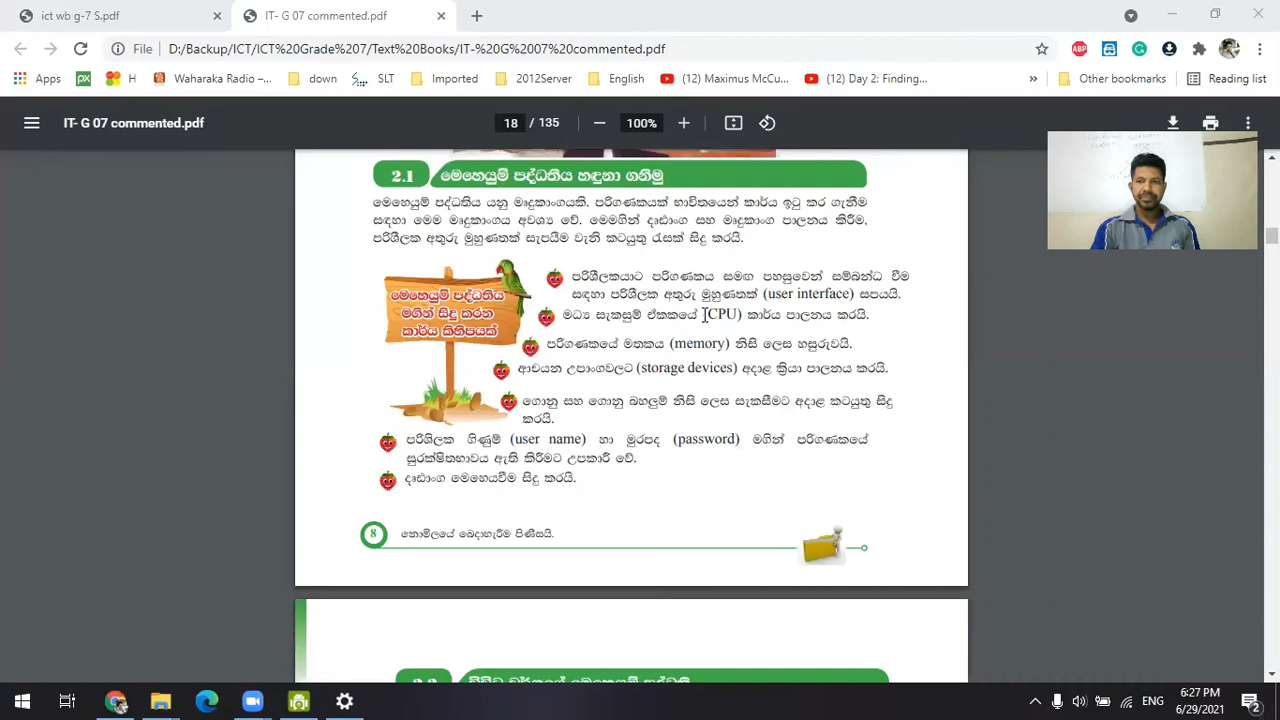 ict wb g-7 S.pdf
IT- G 07 commented.pdf
File
D:/Backup/ICT/ICT%20Grade%207/Text%20Books/IT-%20G%2007%20commented.pdf
ABP
Apps
px
H
Waharaka Radio –...
down
SLT
Imported
2012Server
English
(12) Maximus McCu...
(12) Day 2: Finding...
»
Other bookmarks
Reading list
IT- G 07 commented.pdf
18 / 135
100%
2.1 මෙහෙයුම් පද්ධතිය හඳුනා ගනිමු
මෙහෙයුම් පද්ධතිය යනු මෘදුකාංගයකි. පරිගණකයක් භාවිතයෙන් කාර්ය ඉටු කර ගැනීම
සඳහා මෙම මෘදුකාංගය අවශ්‍ය වේ. මෙමගින් දෘඪාංග සහ මෘදුකාංග පාලනය කිරීම,
පරිශීලක අතුරු මුහුණතක් සැපයීම වැනි කටයුතු රැසක් සිදු කරයි.
මෙහෙයුම් පද්ධතිය
මගින් සිදු කරන
කාර්ය කිහිපයක්
පරිශීලකයාට පරිගණකය සමඟ පහසුවෙන් සම්බන්ධ වීම
සඳහා පරිශීලක අතුරු මුහුණතක් (user interface) සපයයි.
මධ්‍ය සැකසුම් ඒකකයේ (CPU) කාර්ය පාලනය කරයි.
පරිගණකයේ මතකය (memory) නිසි ලෙස හසුරුවයි.
ආචයන උපාංගවලට (storage devices) අදාළ ක්‍රියා පාලනය කරයි.
ගොනු සහ ගොනු බහලුම් නිසි ලෙස සැකසීමට අදාළ කටයුතු සිදු
කරයි.
පරිශිලක ගිණුම් (user name) හා මුරපද (password) මගින් පරිගණකයේ
සුරක්ෂිතභාවය ඇති කිරීමට උපකාරී වේ.
දෘඪාංග මෙහෙයවීම සිදු කරයි.
8 නොමිලයේ බෙදාහැරීම පිණිසයි.
ENG
6:27 PM
6/29/2021
2